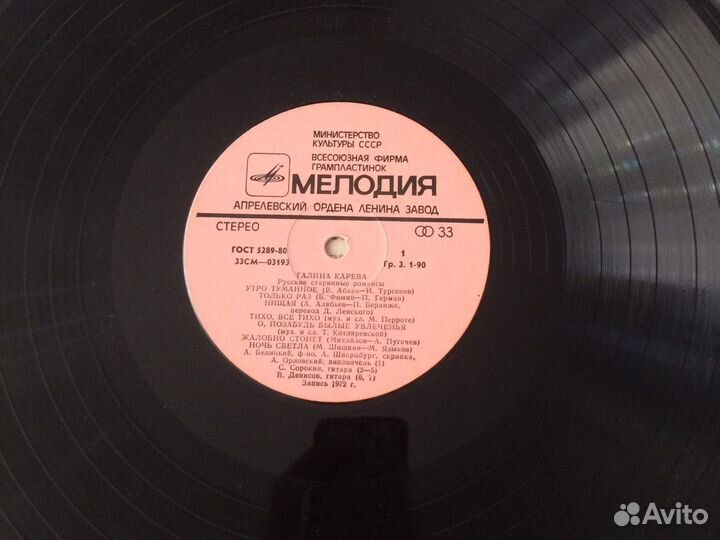 МИНИСТЕРСТВО
КУЛЬТУРЫ СССР
ВСЕСОЮЗНАЯ ФИРМА
ГРАМПЛАСТИНОК
МЕЛОДИЯ
АПРЕЛЕВСКИЙ ОРДЕНА ЛЕНИНА ЗАВОД
СТЕРЕО 33
ГОСТ 5289-80 1
33СМ—03193 Гр. 3. 1-90
ГАЛИНА КАРЕВА
Русские старинные романсы
УТРО ТУМАННОЕ (В. Абаза—И. Тургенев)
ТОЛЬКО РАЗ (Б. Фомин—П. Герман)
НИЩАЯ (А. Алябьев—П. Беранже,
перевод Д. Ленского)
ТИХО, ВСЕ ТИХО (муз. и сл. М. Перроте)
О, ПОЗАБУДЬ БЫЛЫЕ УВЛЕЧЕНЬЯ
(муз. и сл. Т. Котляревской)
ЖАЛОБНО СТОНЕТ (Михайлов—А. Пугачев)
НОЧЬ СВЕТЛА (М. Шишкин—М. Языков)
А. Белицкий, ф-но, А. Шварцбург, скрипка,
А. Орловский, виолончель (1)
С. Сорокин, гитара (2—5)
В. Денисов, гитара (6, 7)
Запись 1972 г.
Avito